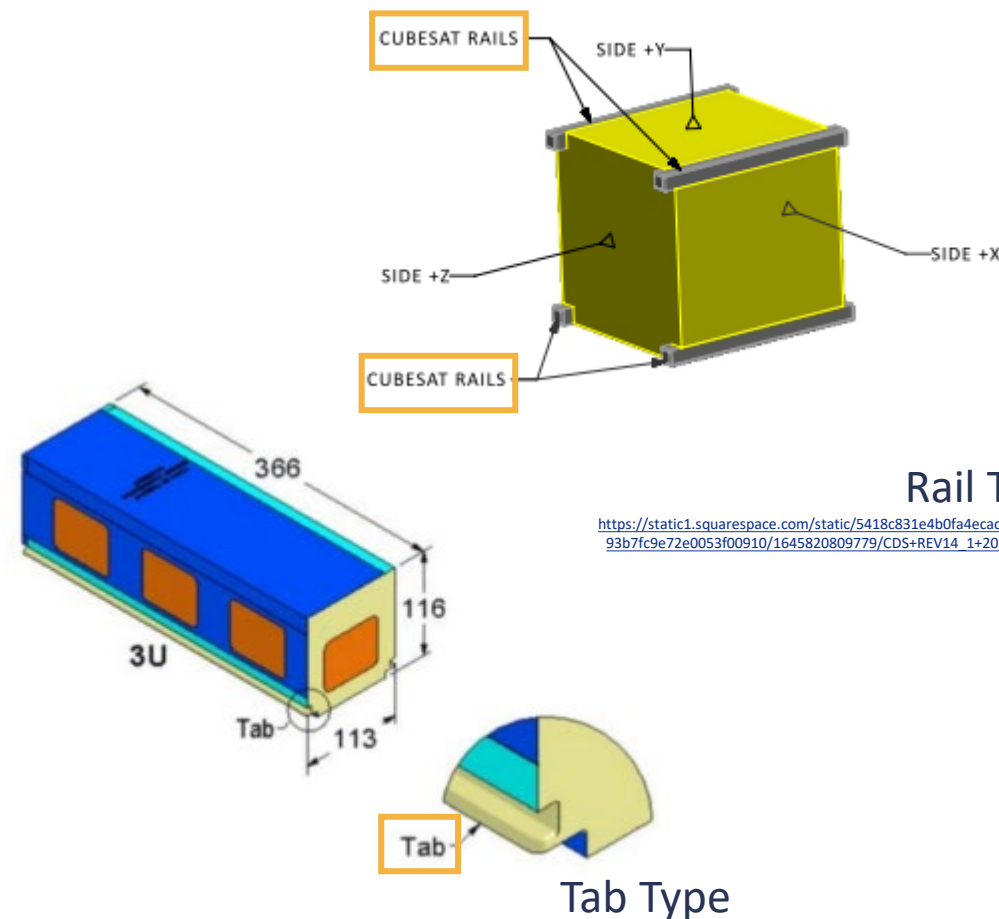 CUBESAT RAILS
SIDE +Y
SIDE +Z
SIDE +X
CUBESAT RAILS
Rail T
https://static1.squarespace.com/static/5418c831e4b0fa4ecac
93b7fc9e72e0053f00910/1645820809779/CDS+REV14_1+20
366
116
3U
Tab
113
Tab
Tab Type